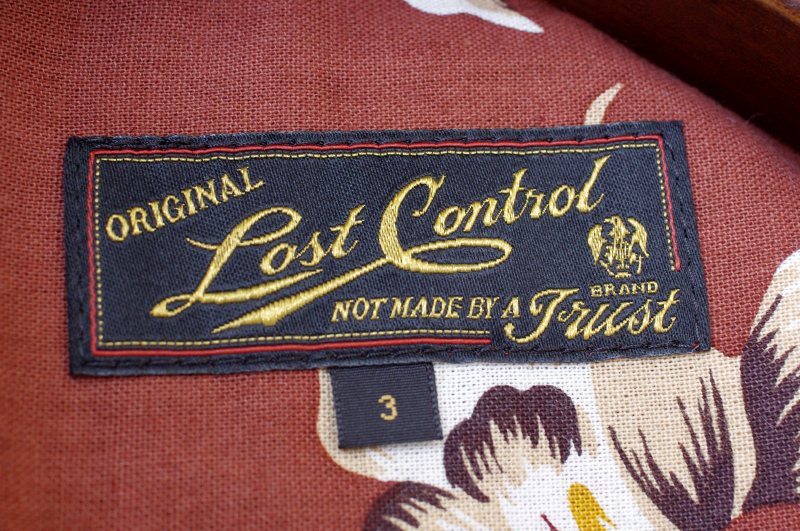 ORIGINAL
Lost Control
BRAND
NOT MADE BY A Trust
3